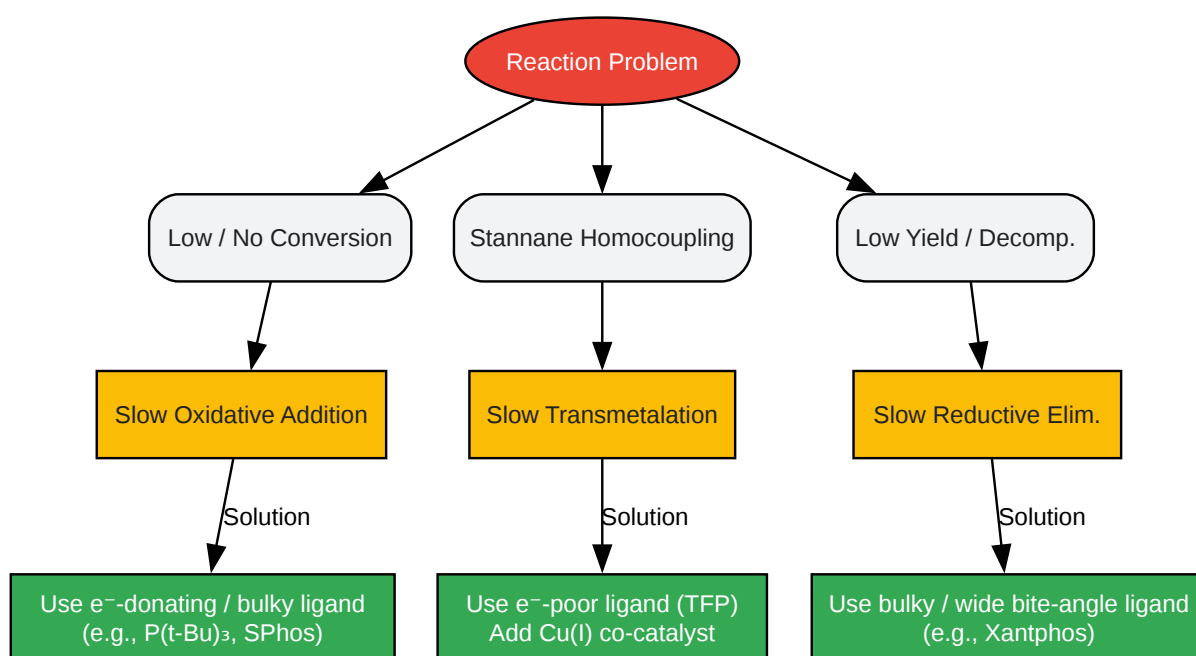 Reaction Problem
Low / No Conversion
Stannane Homocoupling
Low Yield / Decomp.
Slow Oxidative Addition
Slow Transmetalation
Slow Reductive Elim.
Solution
Solution
Solution
Use e⁻-donating / bulky ligand
(e.g., P(t-Bu)₃, SPhos)
Use e⁻-poor ligand (TFP)
Add Cu(I) co-catalyst
Use bulky / wide bite-angle ligand
(e.g., Xantphos)